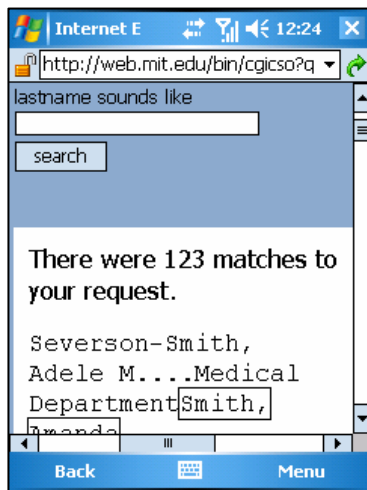 Internet E 12:24
http://web.mit.edu/bin/cgicso?q
lastname sounds like
search
There were 123 matches to
your request.
Severson-Smith,
Adele M....Medical
DepartmentSmith,
Amanda
Back Menu